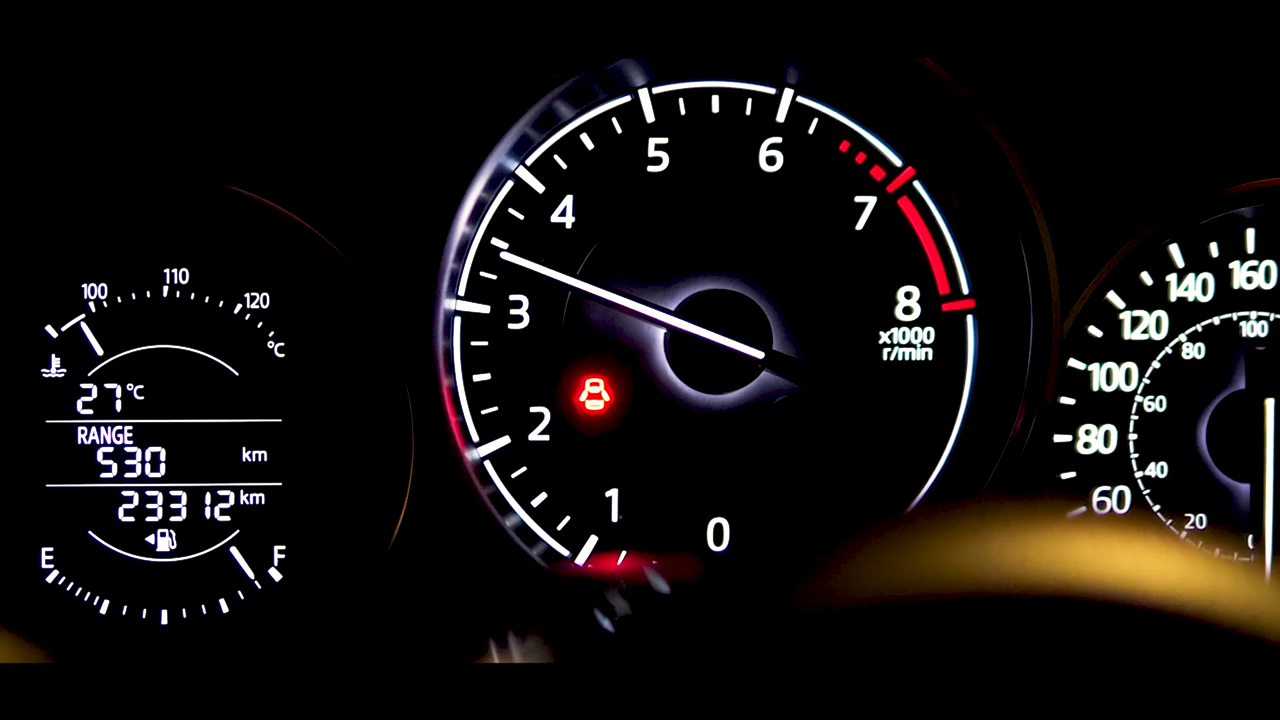 100 110 120
°C
27°C
RANGE
530 km
23312 km
E F
0 1 2 3 4 5 6 7 8
x1000
r/min
60 80 100 120 140 160
20 40 60 80 100